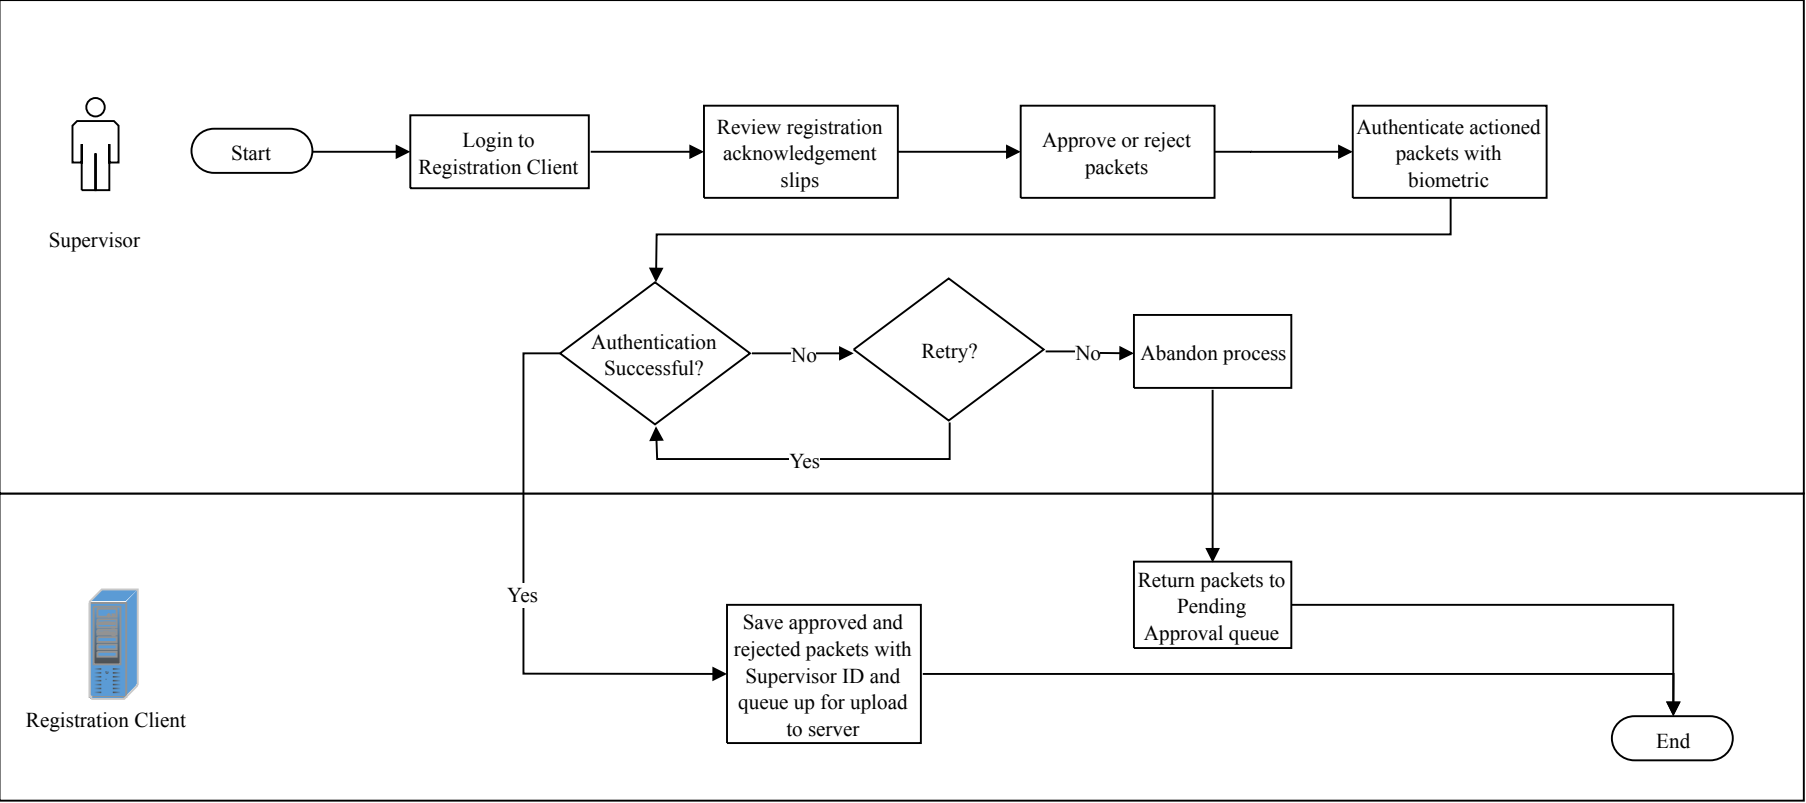 Start
Login to
Registration Client
Review registration
acknowledgement
slips
Approve or reject
packets
Authenticate actioned
packets with
biometric
Supervisor
Authentication
Successful?
No
Retry?
No
Abandon process
Yes
Yes
Return packets to
Pending
Approval queue
Save approved and
rejected packets with
Supervisor ID and
queue up for upload
to server
Registration Client
End